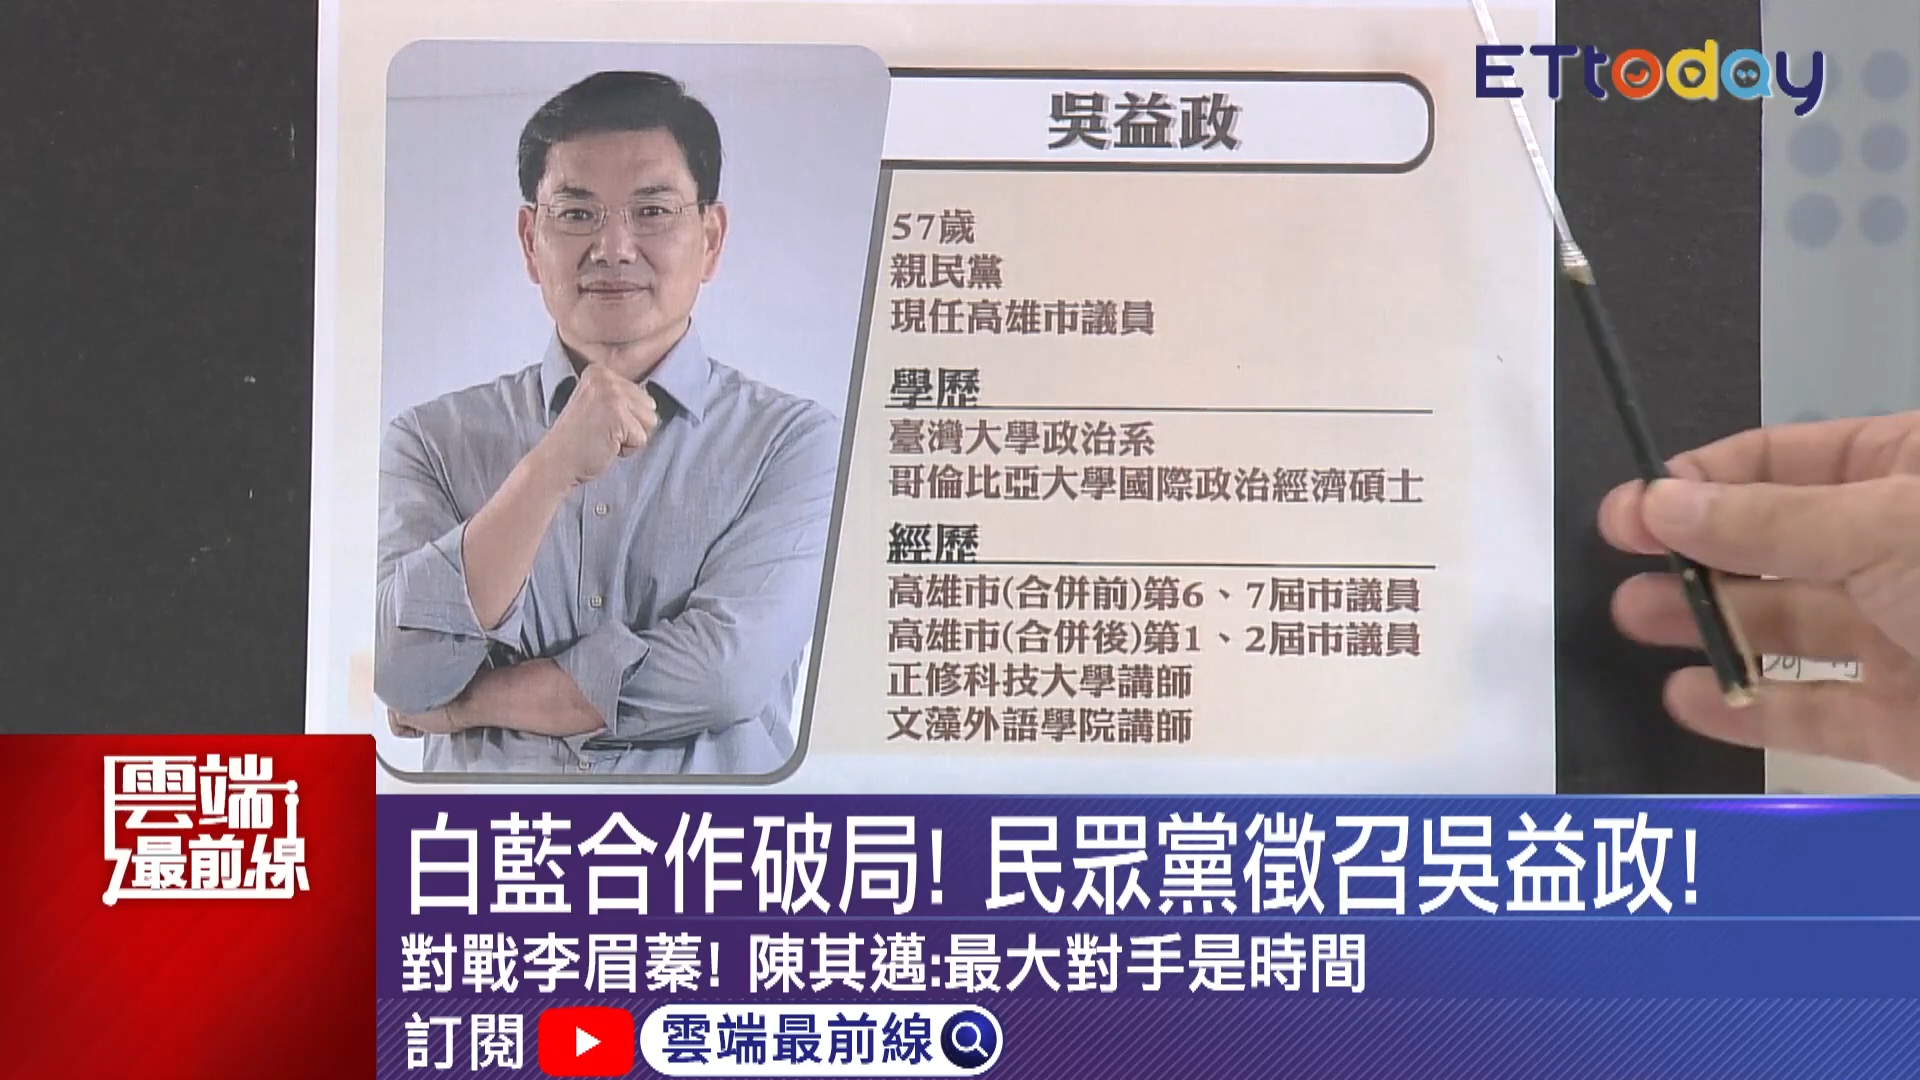 ETtoday
吳益政
57歲
親民黨
現任高雄市議員
學歷
臺灣大學政治系
哥倫比亞大學國際政治經濟碩士
經歷
高雄市(合併前)第6、7屆市議員
高雄市(合併後)第1、2屆市議員
正修科技大學講師
文藻外語學院講師
雲端
最前線
白藍合作破局! 民眾黨徵召吳益政!
對戰李眉蓁! 陳其邁:最大對手是時間
訂閱 雲端最前線